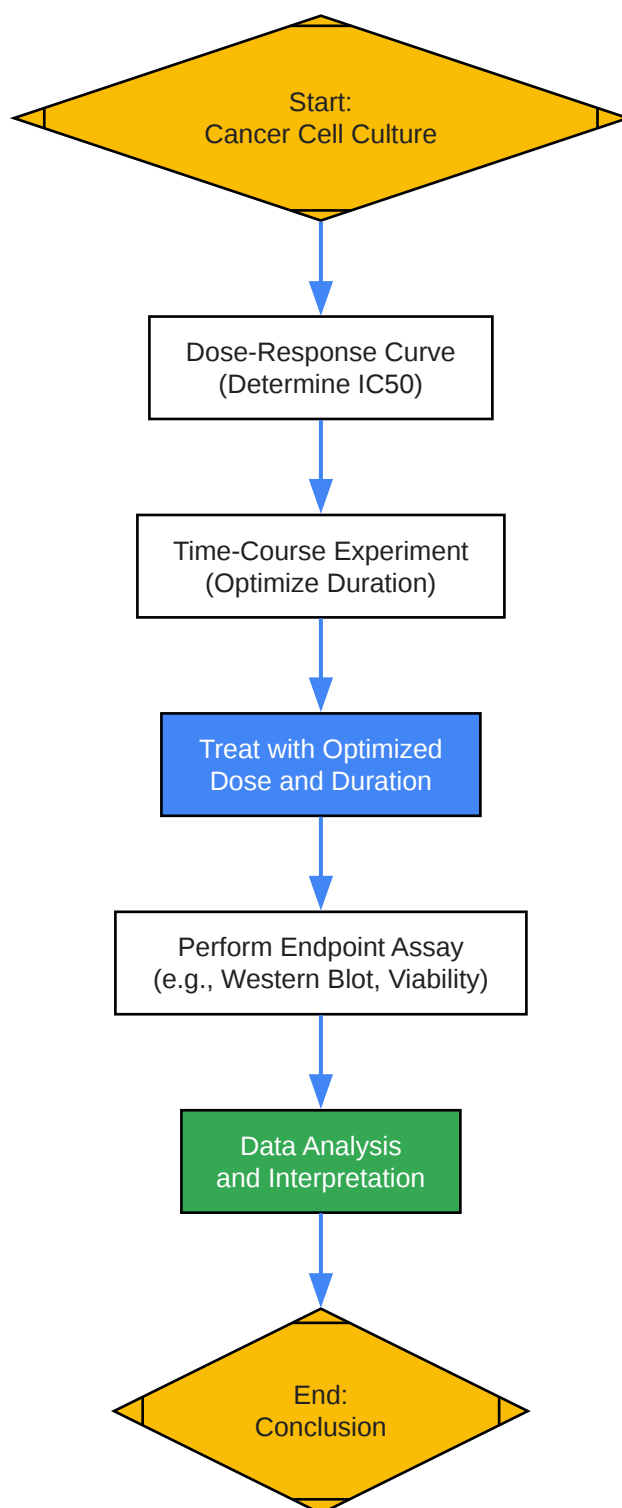 Start:
Cancer Cell Culture
Dose-Response Curve
(Determine IC50)
Time-Course Experiment
(Optimize Duration)
Treat with Optimized
Dose and Duration
Perform Endpoint Assay
(e.g., Western Blot, Viability)
Data Analysis
and Interpretation
End:
Conclusion